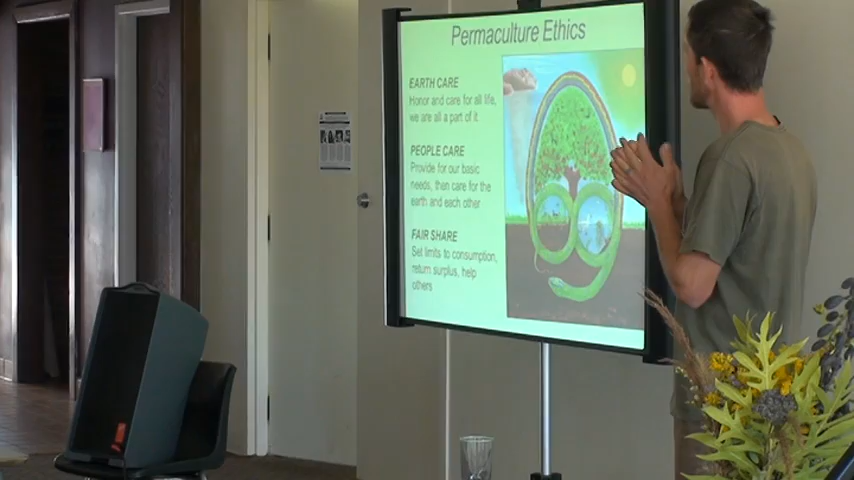 Permaculture Ethics
EARTH CARE
Honor and care for all life,
we are all a part of it
PEOPLE CARE
Provide for our basic
needs, then care for the
earth and each other
FAIR SHARE
Set limits to consumption,
return surplus, help
others